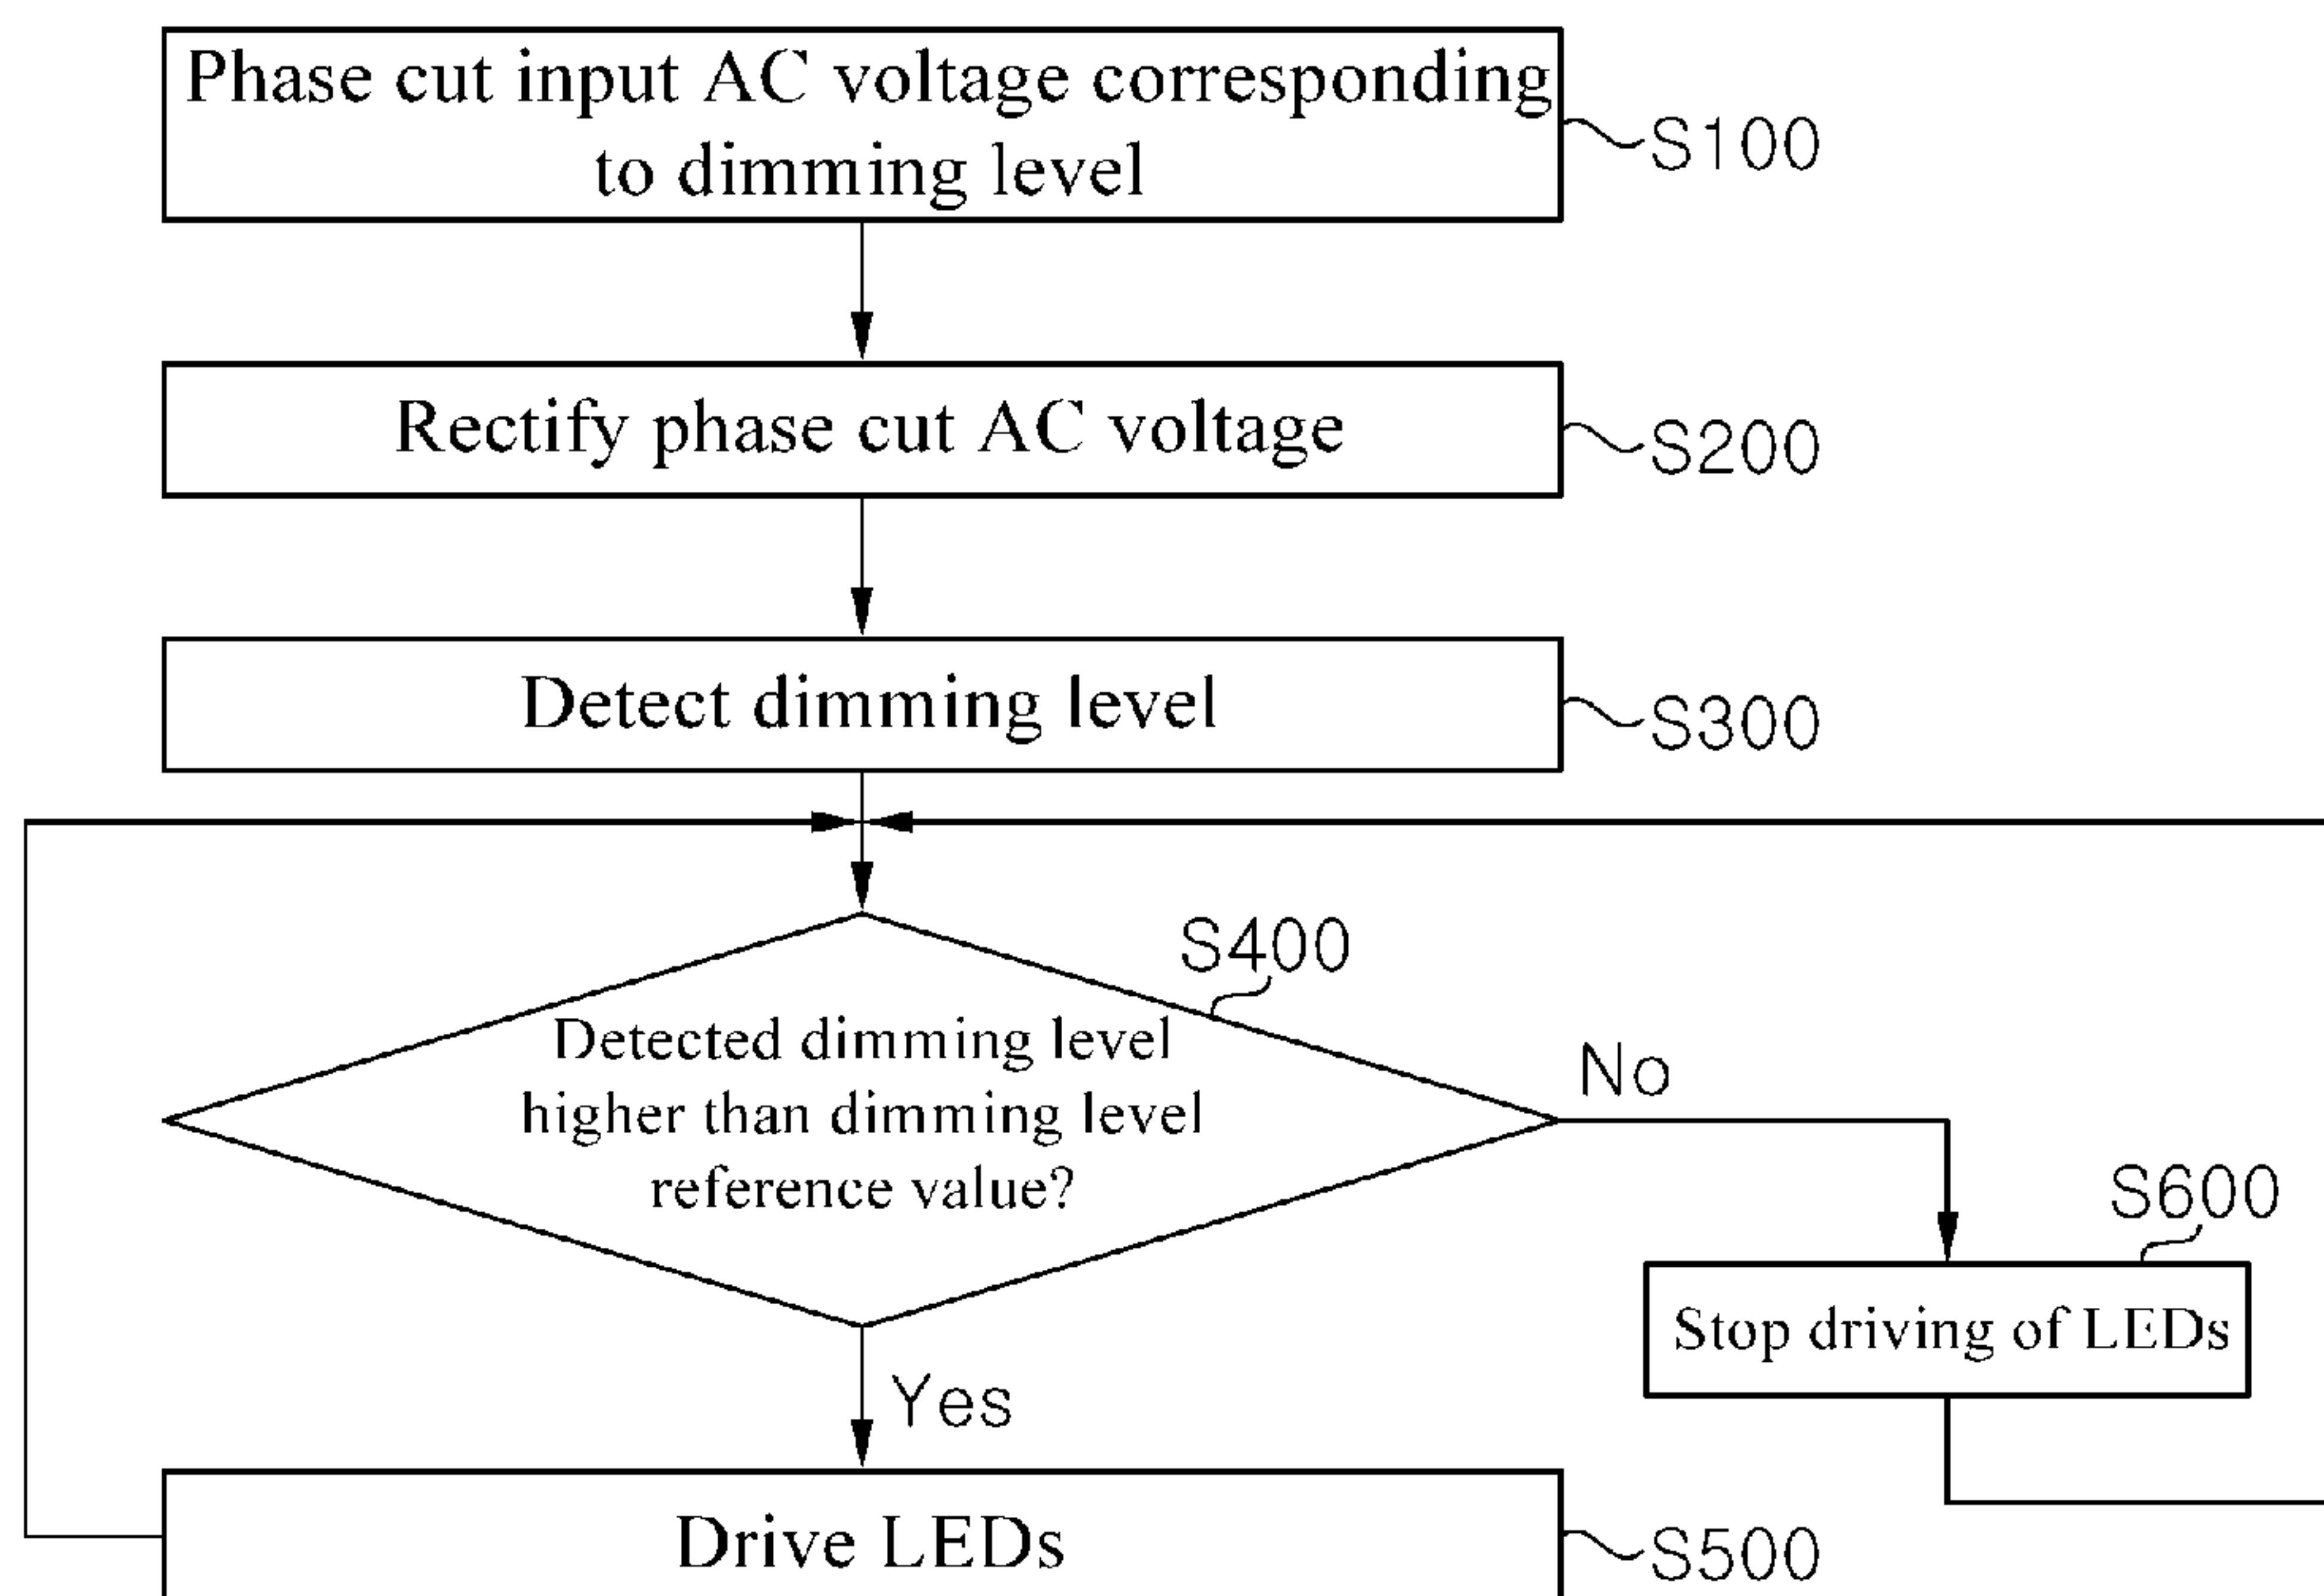 Phase cut input AC voltage corresponding
to dimming level
S100
Rectify phase cut AC voltage
S200
Detect dimming level
S300
S400
Detected dimming level
higher than dimming level
reference value?
No
S600
Stop driving of LEDs
Yes
Drive LEDs
S500